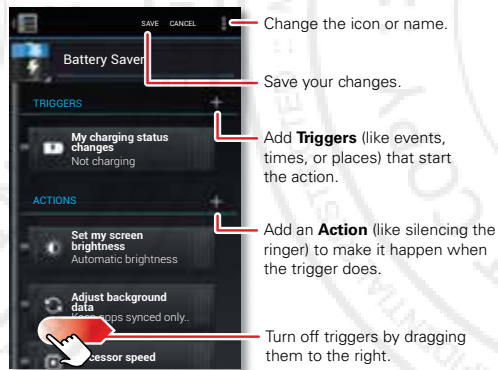 SAVE CANCEL
Battery Saver
TRIGGERS
+
My charging status
changes
Not charging
ACTIONS
+
Set my screen
brightness
Automatic brightness
Adjust background
data
apps synced only..
speed
Change the icon or name.
Save your changes.
Add Triggers (like events,
times, or places) that start
the action.
Add an Action (like silencing the
ringer) to make it happen when
the trigger does.
Turn off triggers by dragging
them to the right.